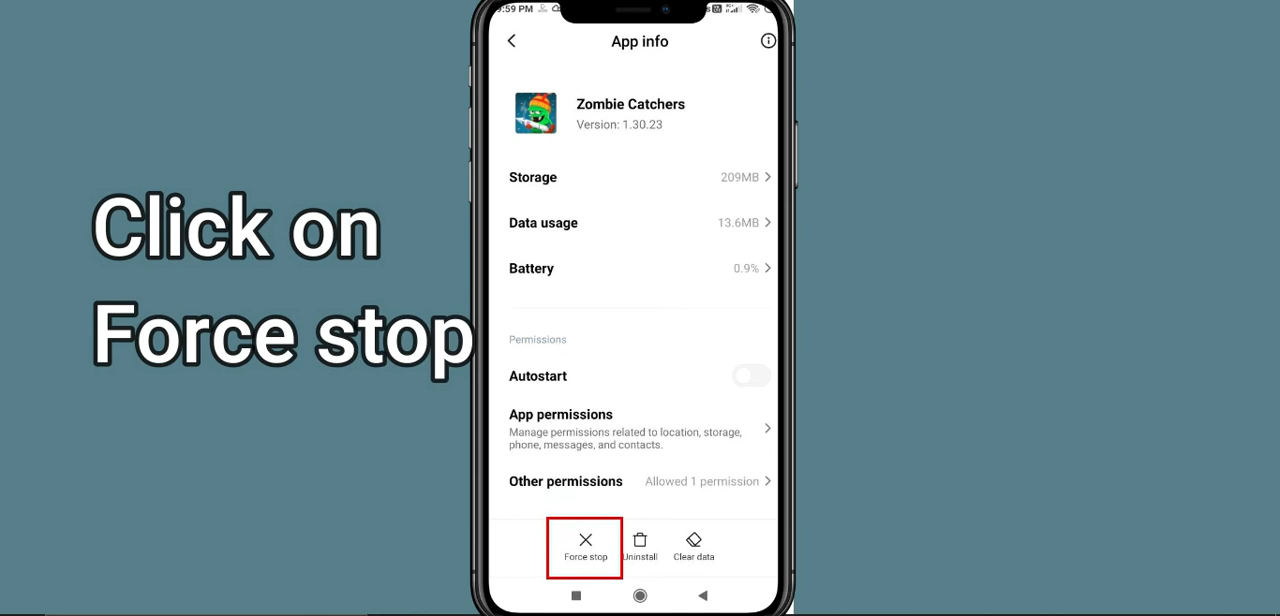 :59 PM
App info
Zombie Catchers
Version: 1.30.23
Storage 209MB
Data usage 13.6MB
Battery 0.9%
Click on
Force stop
Permissions
Autostart
App permissions
Manage permissions related to location, storage,
phone, messages, and contacts.
Other permissions Allowed 1 permission
Force stop Uninstall Clear data